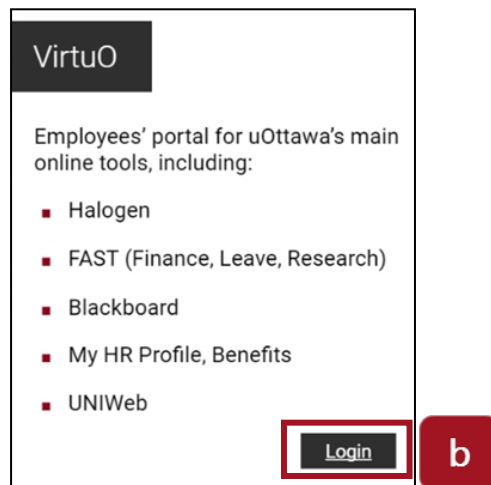 VirtuO
Employees' portal for uOttawa's main
online tools, including:
Halogen
FAST (Finance, Leave, Research)
Blackboard
My HR Profile, Benefits
UNIWeb
Login
b